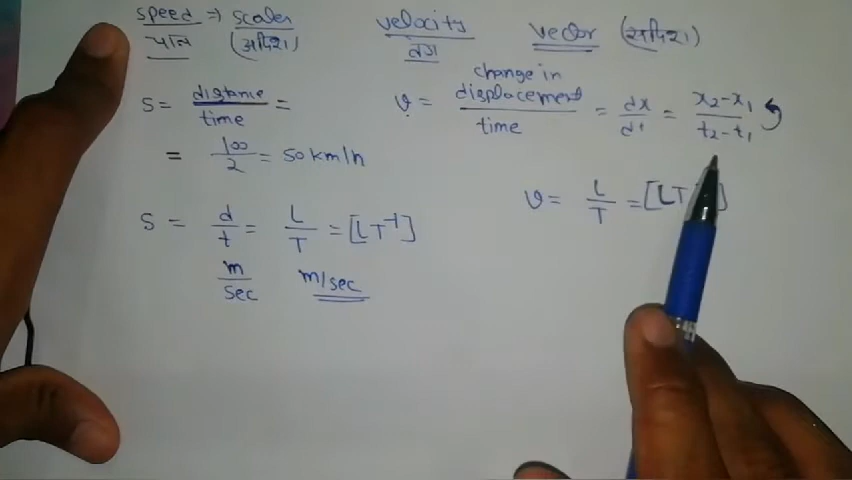 speed => scaler
चाल (अदिश)
S = distance / time =
= 100 / 2 = 50 km/h
S = d / t = L / T = [LT⁻¹]
m / sec m/sec
velocity vector (सदिश)
वेग
v = change in displacement / time = dx / dt = x₂-x₁ / t₂-t₁
v = L / T = [LT ]